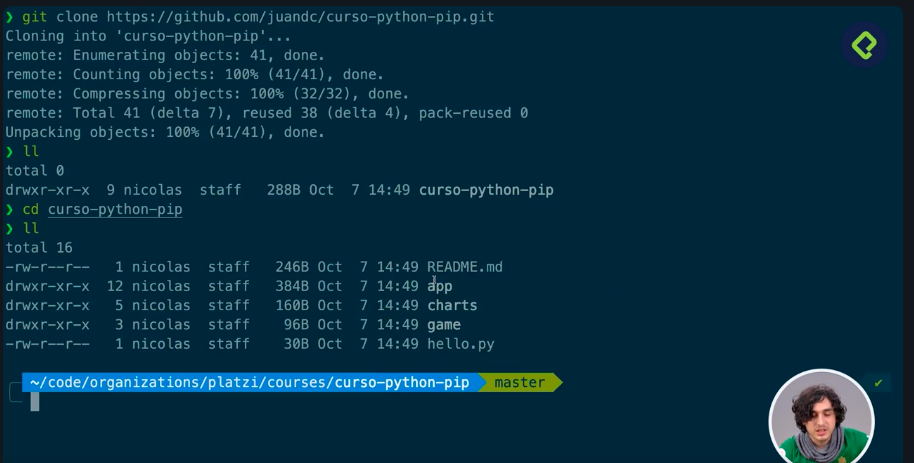 ❯ git clone https://github.com/juandc/curso-python-pip.git
Cloning into 'curso-python-pip'...
remote: Enumerating objects: 41, done.
remote: Counting objects: 100% (41/41), done.
remote: Compressing objects: 100% (32/32), done.
remote: Total 41 (delta 7), reused 38 (delta 4), pack-reused 0
Unpacking objects: 100% (41/41), done.
❯ ll
total 0
drwxr-xr-x  9 nicolas  staff   288B Oct  7 14:49 curso-python-pip
❯ cd curso-python-pip
❯ ll
total 16
-rw-r--r--   1 nicolas  staff   246B Oct  7 14:49 README.md
drwxr-xr-x  12 nicolas  staff   384B Oct  7 14:49 app
drwxr-xr-x   5 nicolas  staff   160B Oct  7 14:49 charts
drwxr-xr-x   3 nicolas  staff    96B Oct  7 14:49 game
-rw-r--r--   1 nicolas  staff    30B Oct  7 14:49 hello.py
~/code/organizations/platzi/courses/curso-python-pip master ✔